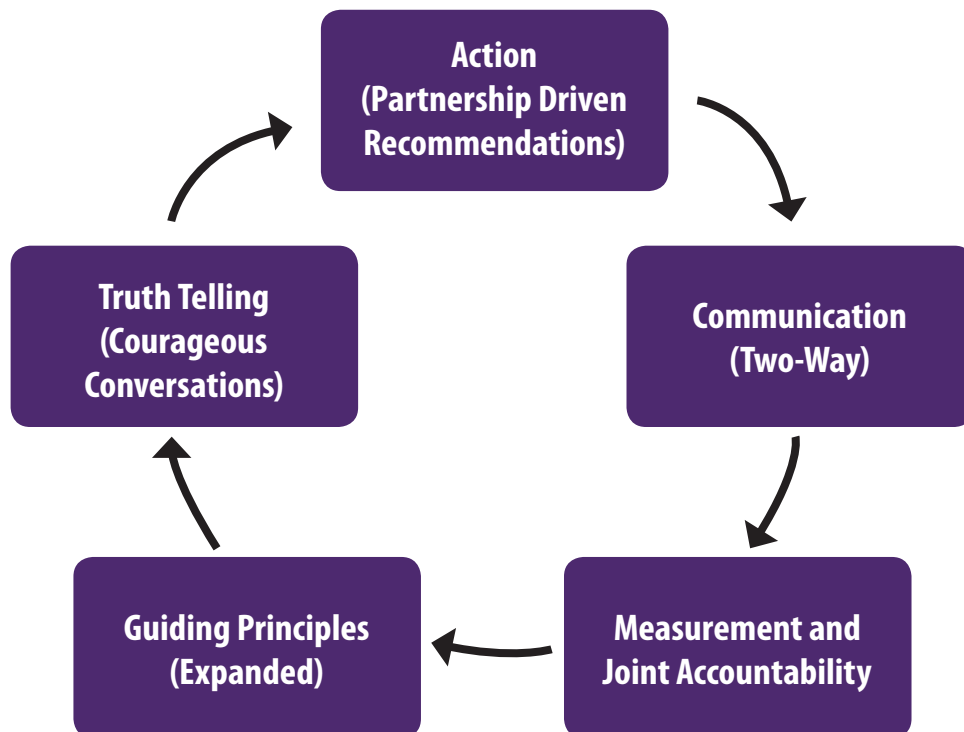 Action
(Partnership Driven
Recommendations)
Truth Telling
(Courageous
Conversations)
Communication
(Two-Way)
Guiding Principles
(Expanded)
Measurement and
Joint Accountability